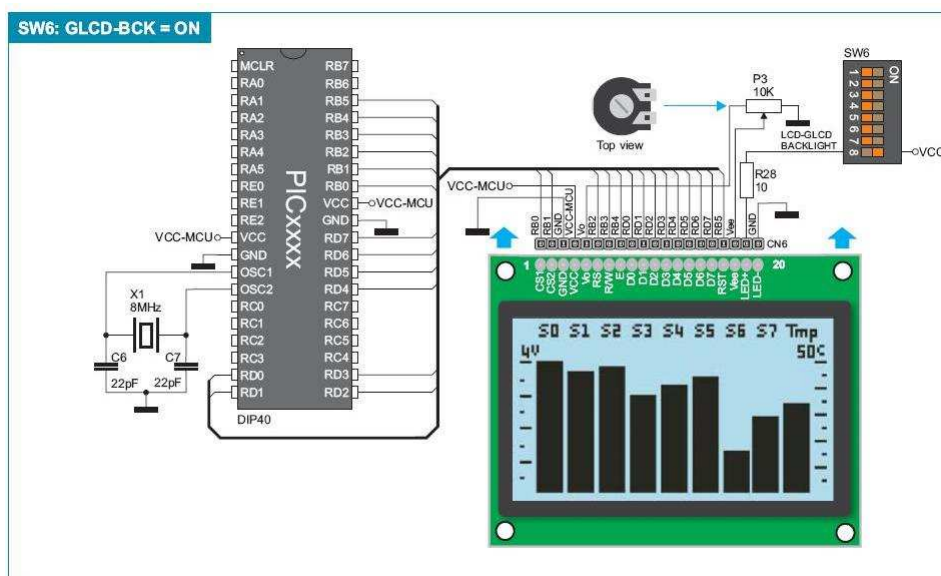 SW6: GLCD-BCK = ON
SW6
ON
1
2
3
4
5
6
7
8
VCC
P3
10K
Top view
LCD-GLCD
BACKLIGHT
R28
10
MCLR
RA0
RA1
RA2
RA3
RA4
RA5
RE0
RE1
RE2
VCC
GND
OSC1
OSC2
RC0
RC1
RC2
RC3
RD0
RD1
PICxxxx
RB7
RB6
RB5
RB4
RB3
RB2
RB1
RB0
VCC
GND
RD7
RD6
RD5
RD4
RC7
RC6
RC5
RC4
RD3
RD2
DIP40
VCC-MCU
VCC-MCU
X1
8MHz
C6
C7
22pF
22pF
VCC-MCU
RB0
RB1
GND
VCC-MCU
Vo
RB2
RB3
RB4
RD0
RD1
RD2
RD3
RD4
RD5
RD6
RD7
RB5
Vee
GND
CN6
1
20
CS1
CS2
GND
VCC
Vo
RS
R/W
E
D0
D1
D2
D3
D4
D5
D6
D7
RST
Vee
LED+
LED-
S0 S1 S2 S3 S4 S5 S6 S7 Tmp
4V 50C